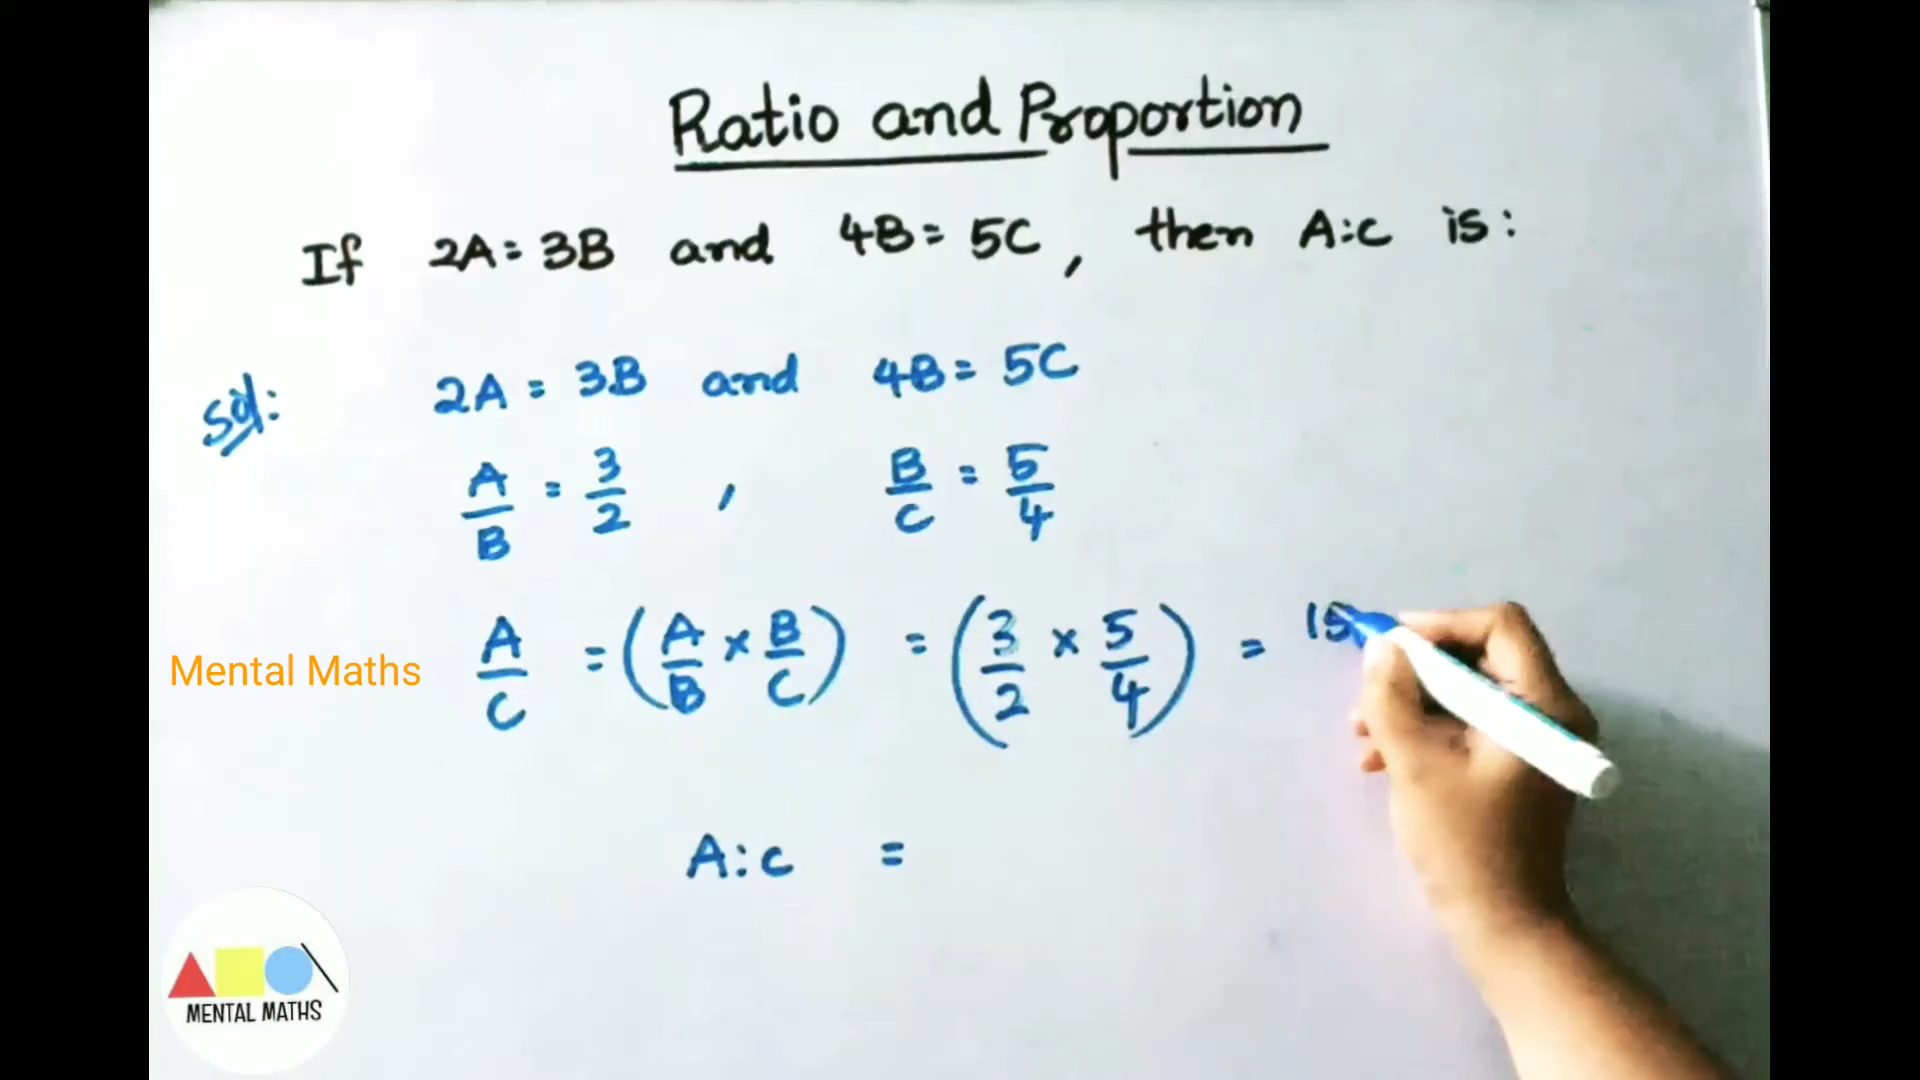 Ratio and Proportion
If 2A = 3B and 4B = 5C, then A:C is:
Sol: 2A = 3B and 4B = 5C
A/B = 3/2 , B/C = 5/4
A/C = (A/B × B/C) = (3/2 × 5/4) = 15
Mental Maths
A:C =
MENTAL MATHS